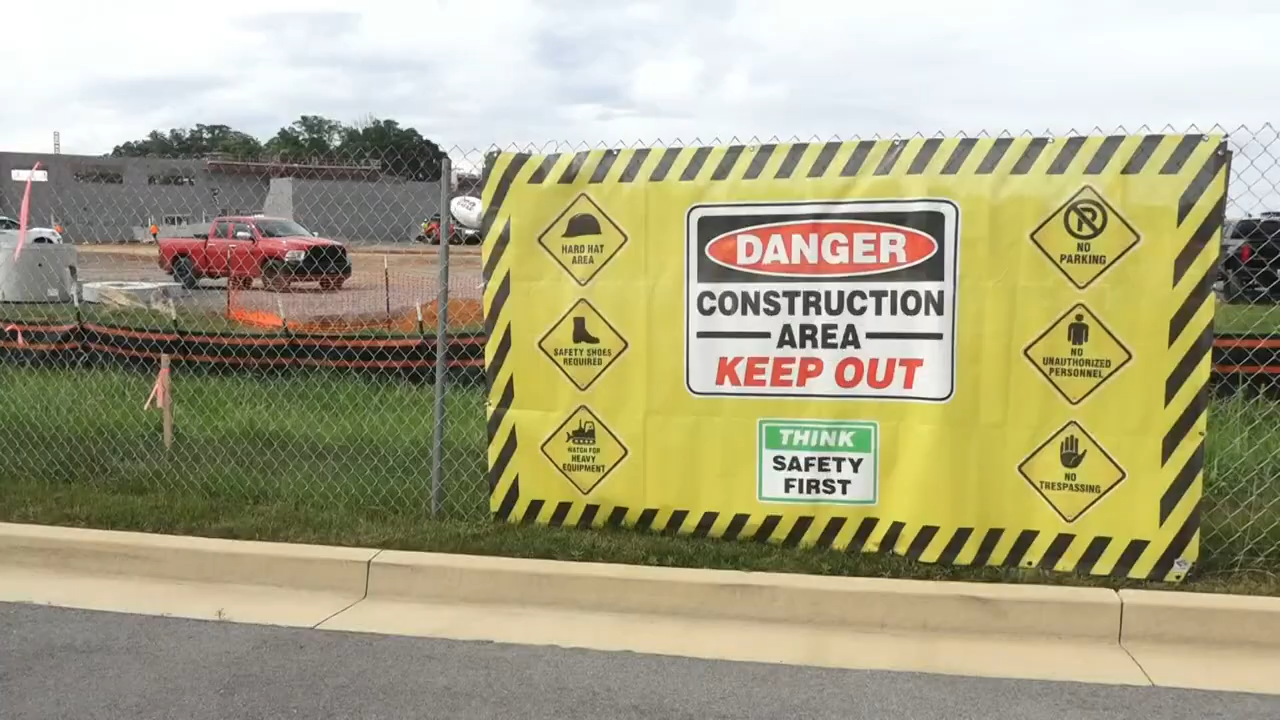 DANGER
CONSTRUCTION
AREA
KEEP OUT
THINK
SAFETY
FIRST
HARD HAT
AREA
SAFETY SHOES
REQUIRED
WATCH FOR
HEAVY
EQUIPMENT
NO
PARKING
NO
UNAUTHORIZED
PERSONNEL
NO
TRESPASSING